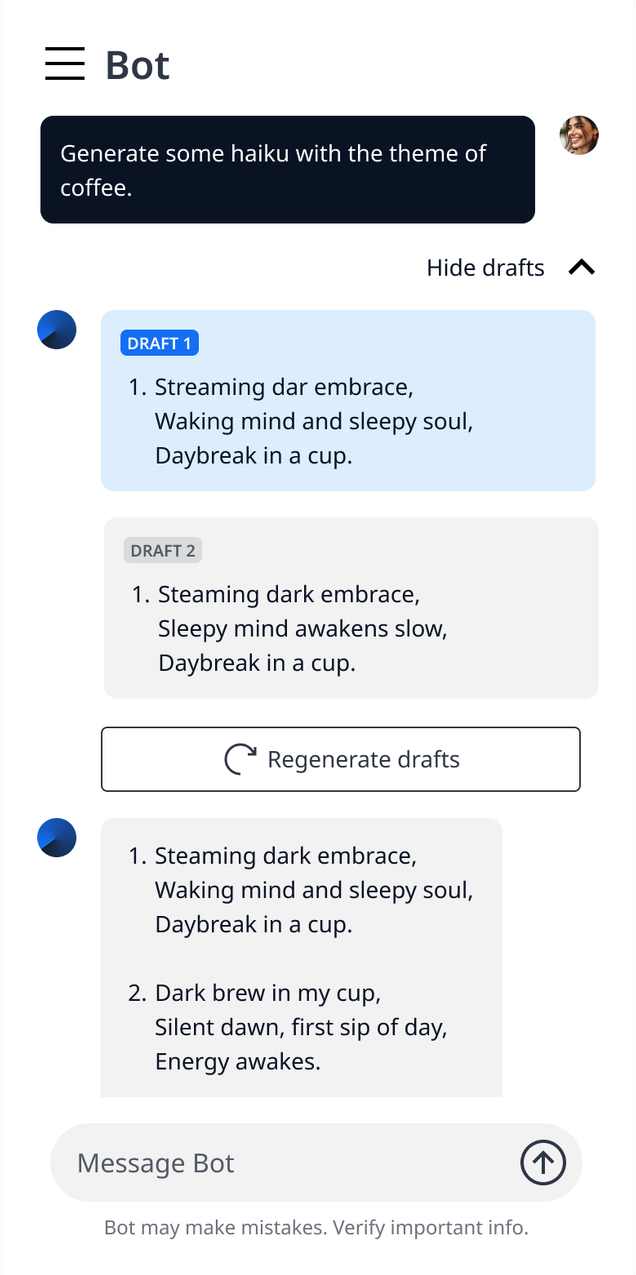 Bot
Generate some haiku with the theme of
coffee.
Hide drafts
DRAFT 1
1. Streaming dar embrace,
Waking mind and sleepy soul,
Daybreak in a cup.
DRAFT 2
1. Steaming dark embrace,
Sleepy mind awakens slow,
Daybreak in a cup.
Regenerate drafts
1. Steaming dark embrace,
Waking mind and sleepy soul,
Daybreak in a cup.
2. Dark brew in my cup,
Silent dawn, first sip of day,
Energy awakes.
Message Bot
Bot may make mistakes. Verify important info.